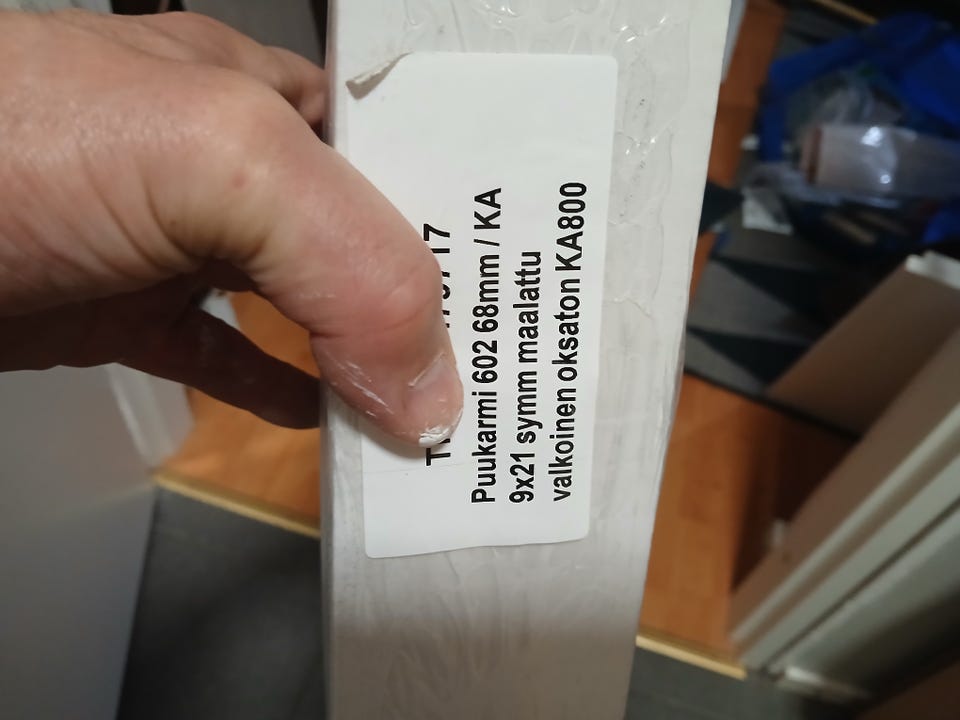 Puukarmi 602 68mm / KA
9x21 symm maalattu
valkoinen oksaton KA800